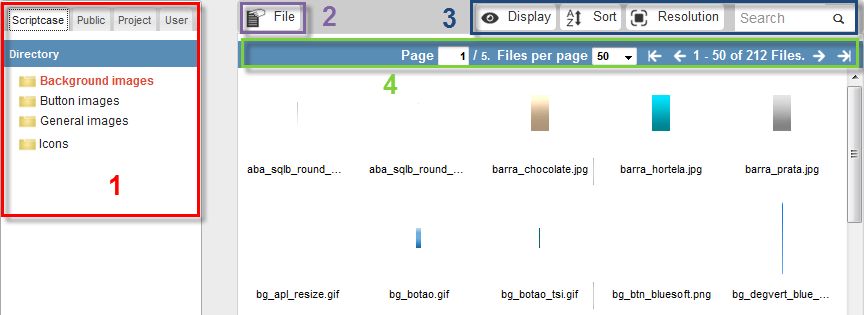 Scriptcase Public Project User
Directory
Background images
Button images
General images
Icons
1
File
2
3
Display Sort Resolution Search
Page 1 / 5. Files per page 50 1 - 50 of 212 Files.
4
aba_sqlb_round_... aba_sqlb_round_... barra_chocolate.jpg barra_hortela.jpg barra_prata.jpg
bg_apl_resize.gif bg_botao.gif bg_botao_tsi.gif bg_btn_bluesoft.png bg_degvert_blue_...